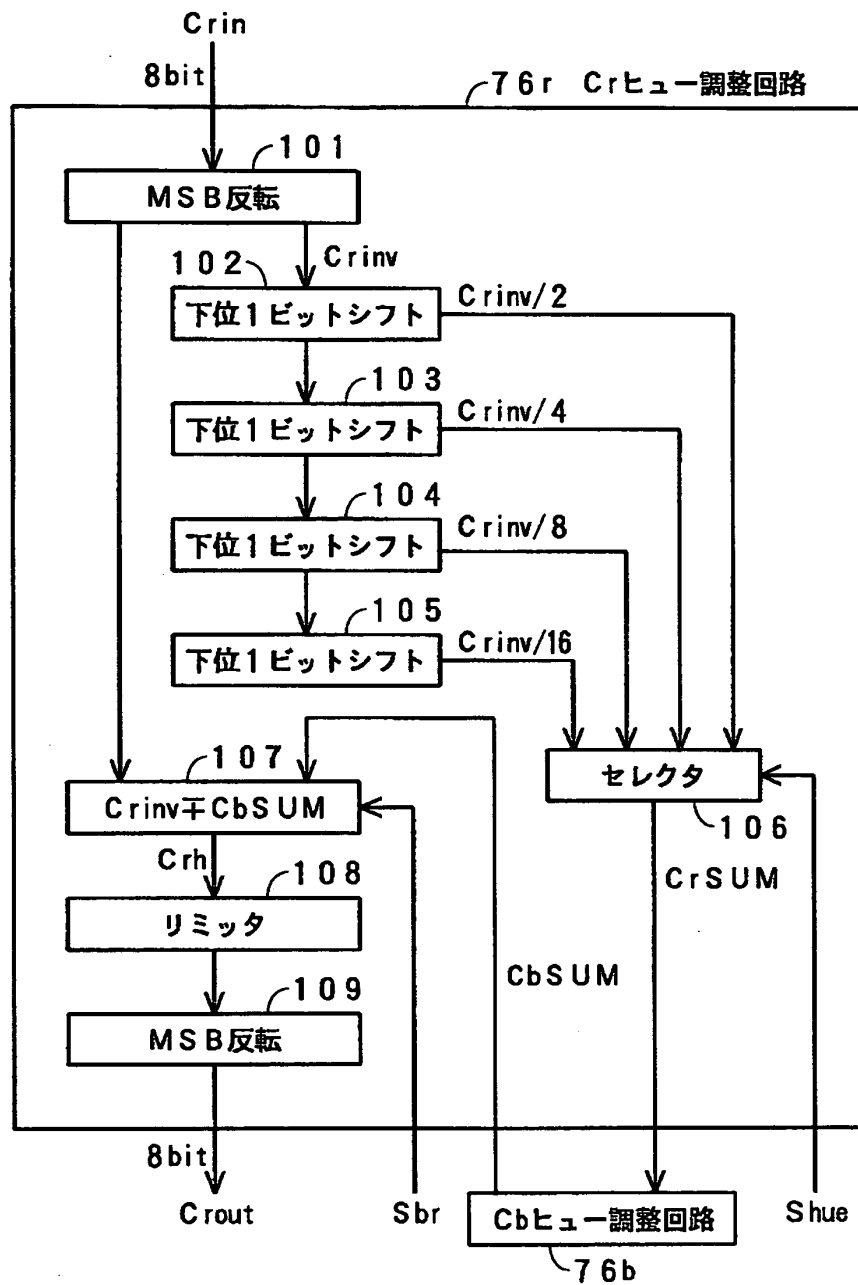 Crin
8bit
76r Crヒュー調整回路
101
MSB反転
Crinv
102
下位1ビットシフト
Crinv/2
103
下位1ビットシフト
Crinv/4
104
下位1ビットシフト
Crinv/8
105
下位1ビットシフト
Crinv/16
107
Crinv∓CbSUM
セレクタ
106
Crh
CrSUM
108
リミッタ
CbSUM
109
MSB反転
8bit
Crout
Sbr
Cbヒュー調整回路
Shue
76b